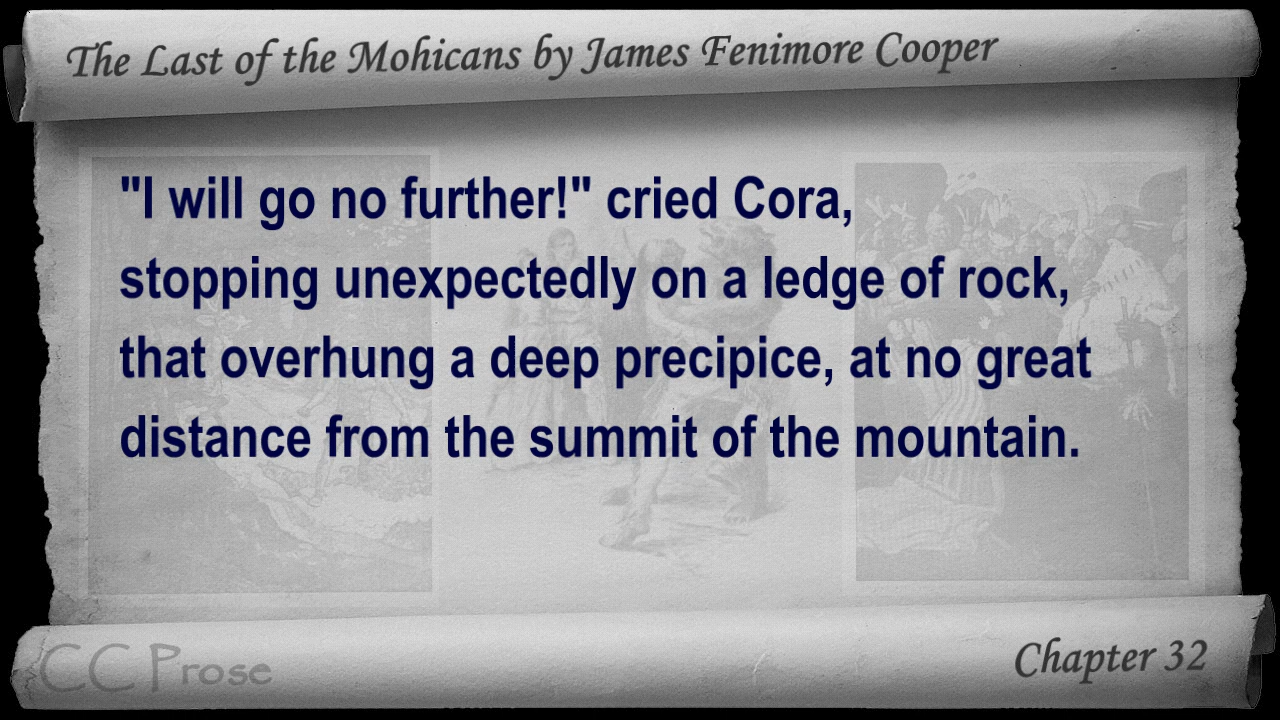 The Last of the Mohicans by James Fenimore Cooper
"I will go no further!" cried Cora,
stopping unexpectedly on a ledge of rock,
that overhung a deep precipice, at no great
distance from the summit of the mountain.
CC Prose
Chapter 32